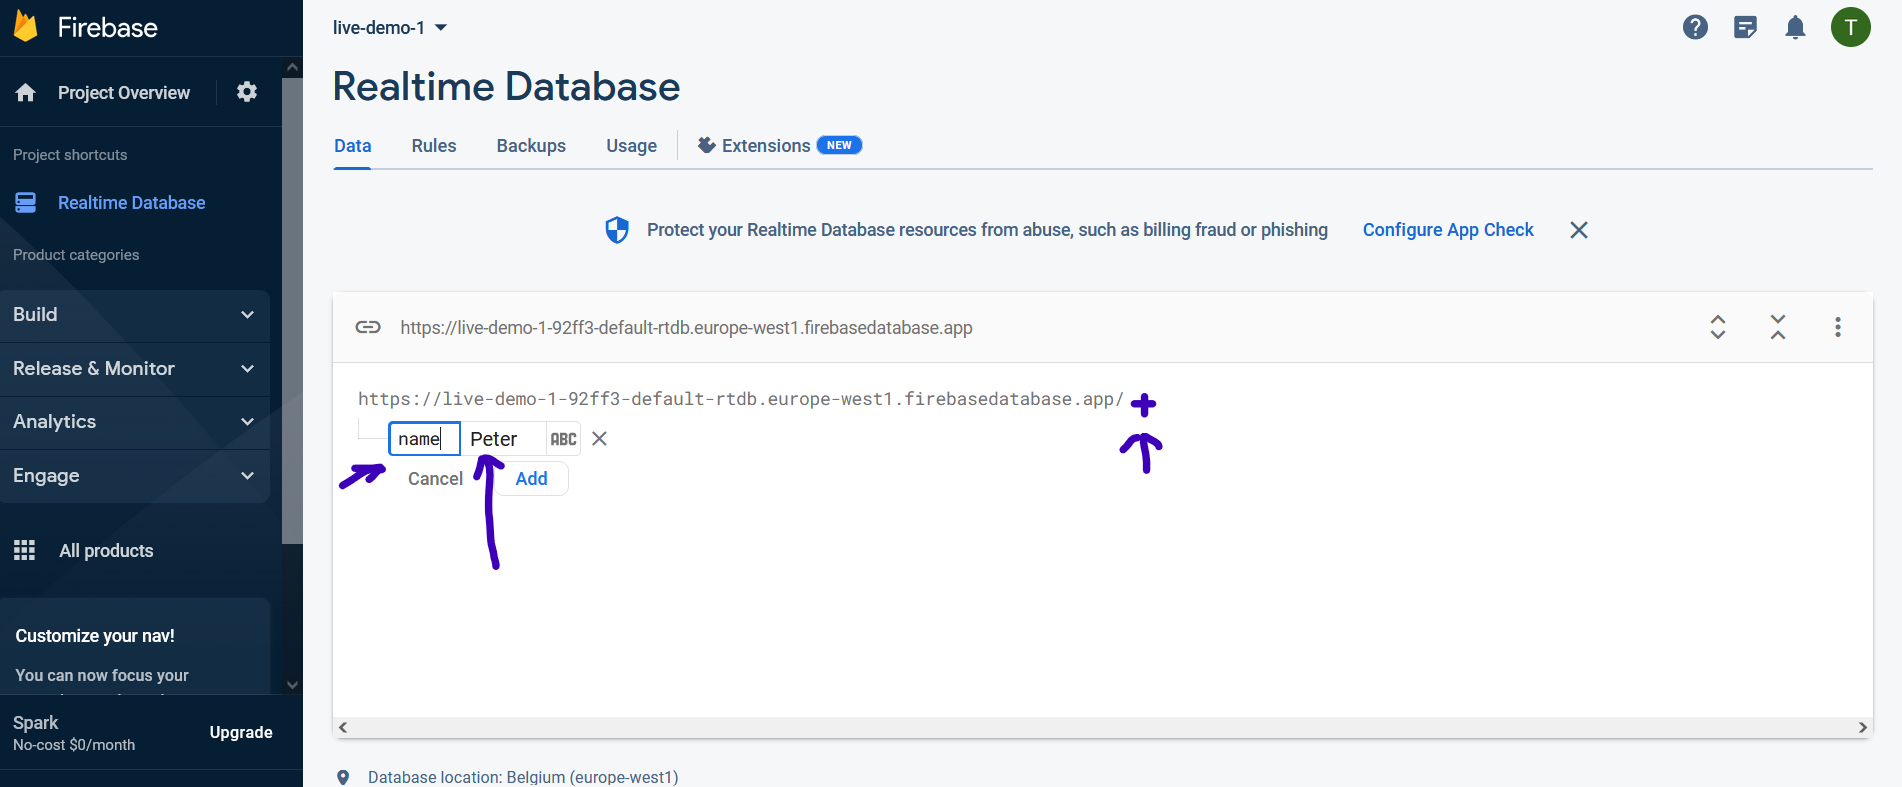 Firebase
live-demo-1
T
Project Overview
Realtime Database
Data Rules Backups Usage Extensions NEW
Project shortcuts
Realtime Database
Product categories
Build
Release & Monitor
Analytics
Engage
All products
Customize your nav!
You can now focus your
Spark
No-cost $0/month
Upgrade
Protect your Realtime Database resources from abuse, such as billing fraud or phishing Configure App Check
https://live-demo-1-92ff3-default-rtdb.europe-west1.firebasedatabase.app
https://live-demo-1-92ff3-default-rtdb.europe-west1.firebasedatabase.app/
name Peter ABC
Cancel Add
Database location: Belgium (europe-west1)